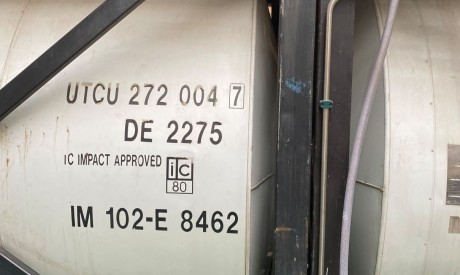 UTCU 272 004 7
DE 2275
IC IMPACT APPROVED iC
80
IM 102-E 8462